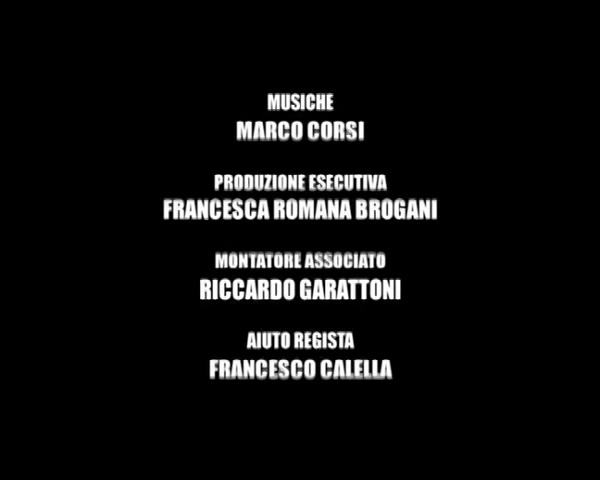 MUSICHE
MARCO CORSI
PRODUZIONE ESECUTIVA
FRANCESCA ROMANA BROGANI
MONTATORE ASSOCIATO
RICCARDO GARATTONI
AIUTO REGISTA
FRANCESCO CALELLA